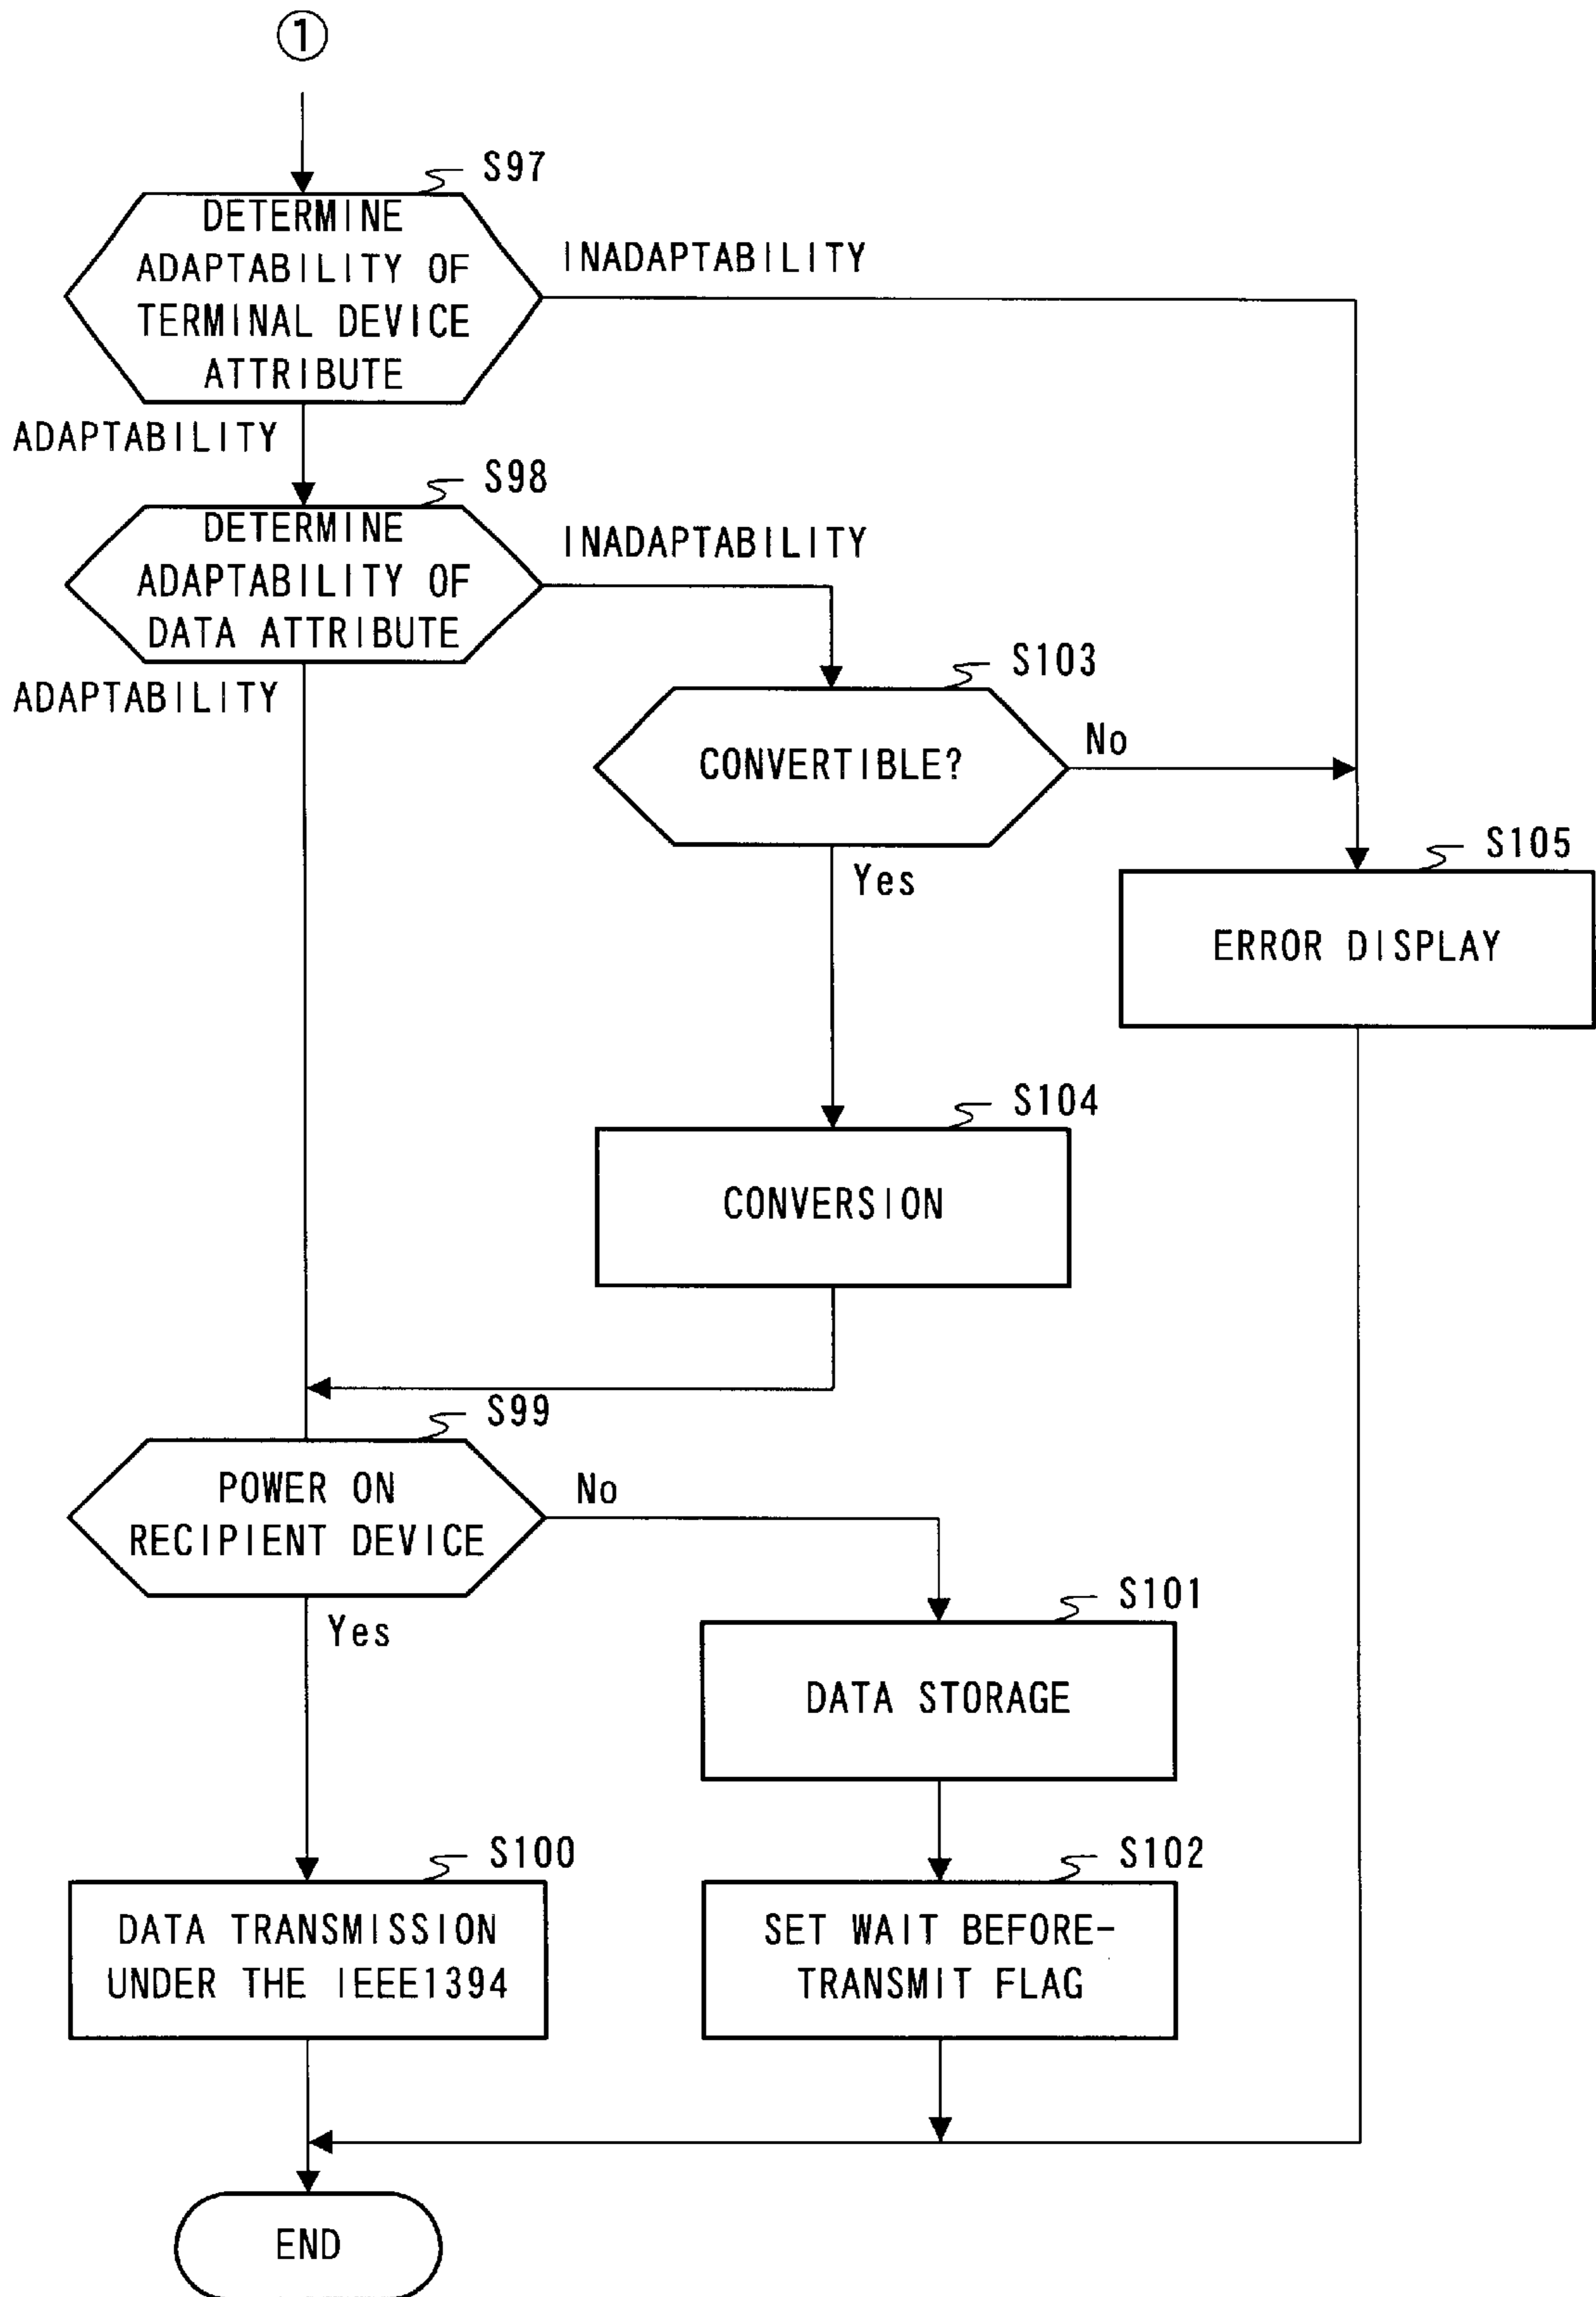 ①
S97
DETERMINE
ADAPTABILITY OF
TERMINAL DEVICE
ATTRIBUTE
INADAPTABILITY
ADAPTABILITY
S98
DETERMINE
ADAPTABILITY OF
DATA ATTRIBUTE
INADAPTABILITY
ADAPTABILITY
S103
CONVERTIBLE?
No
Yes
S105
ERROR DISPLAY
S104
CONVERSION
S99
POWER ON
RECIPIENT DEVICE
No
Yes
S101
DATA STORAGE
S100
DATA TRANSMISSION
UNDER THE IEEE1394
S102
SET WAIT BEFORE-
TRANSMIT FLAG
END